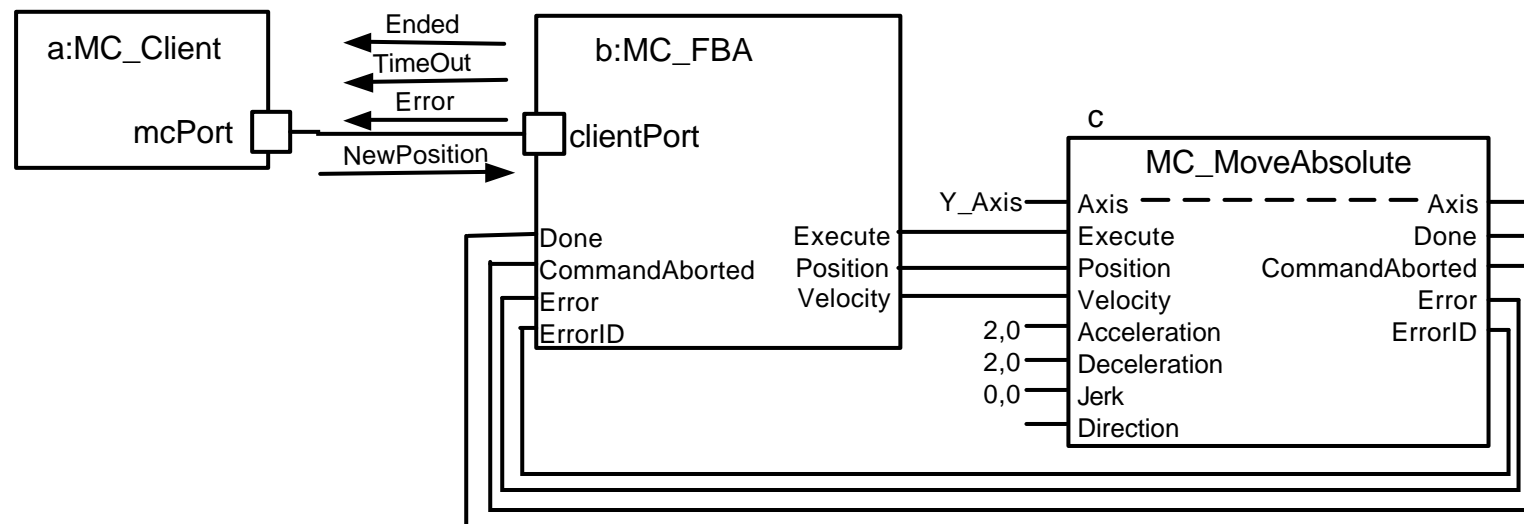 a:MC_Client
mcPort
Ended
TimeOut
Error
NewPosition
b:MC_FBA
clientPort
Done
CommandAborted
Error
ErrorID
Execute
Position
Velocity
c
MC_MoveAbsolute
Y_Axis
2,0
2,0
0,0
Axis
Execute
Position
Velocity
Acceleration
Deceleration
Jerk
Direction
Axis
Done
CommandAborted
Error
ErrorID